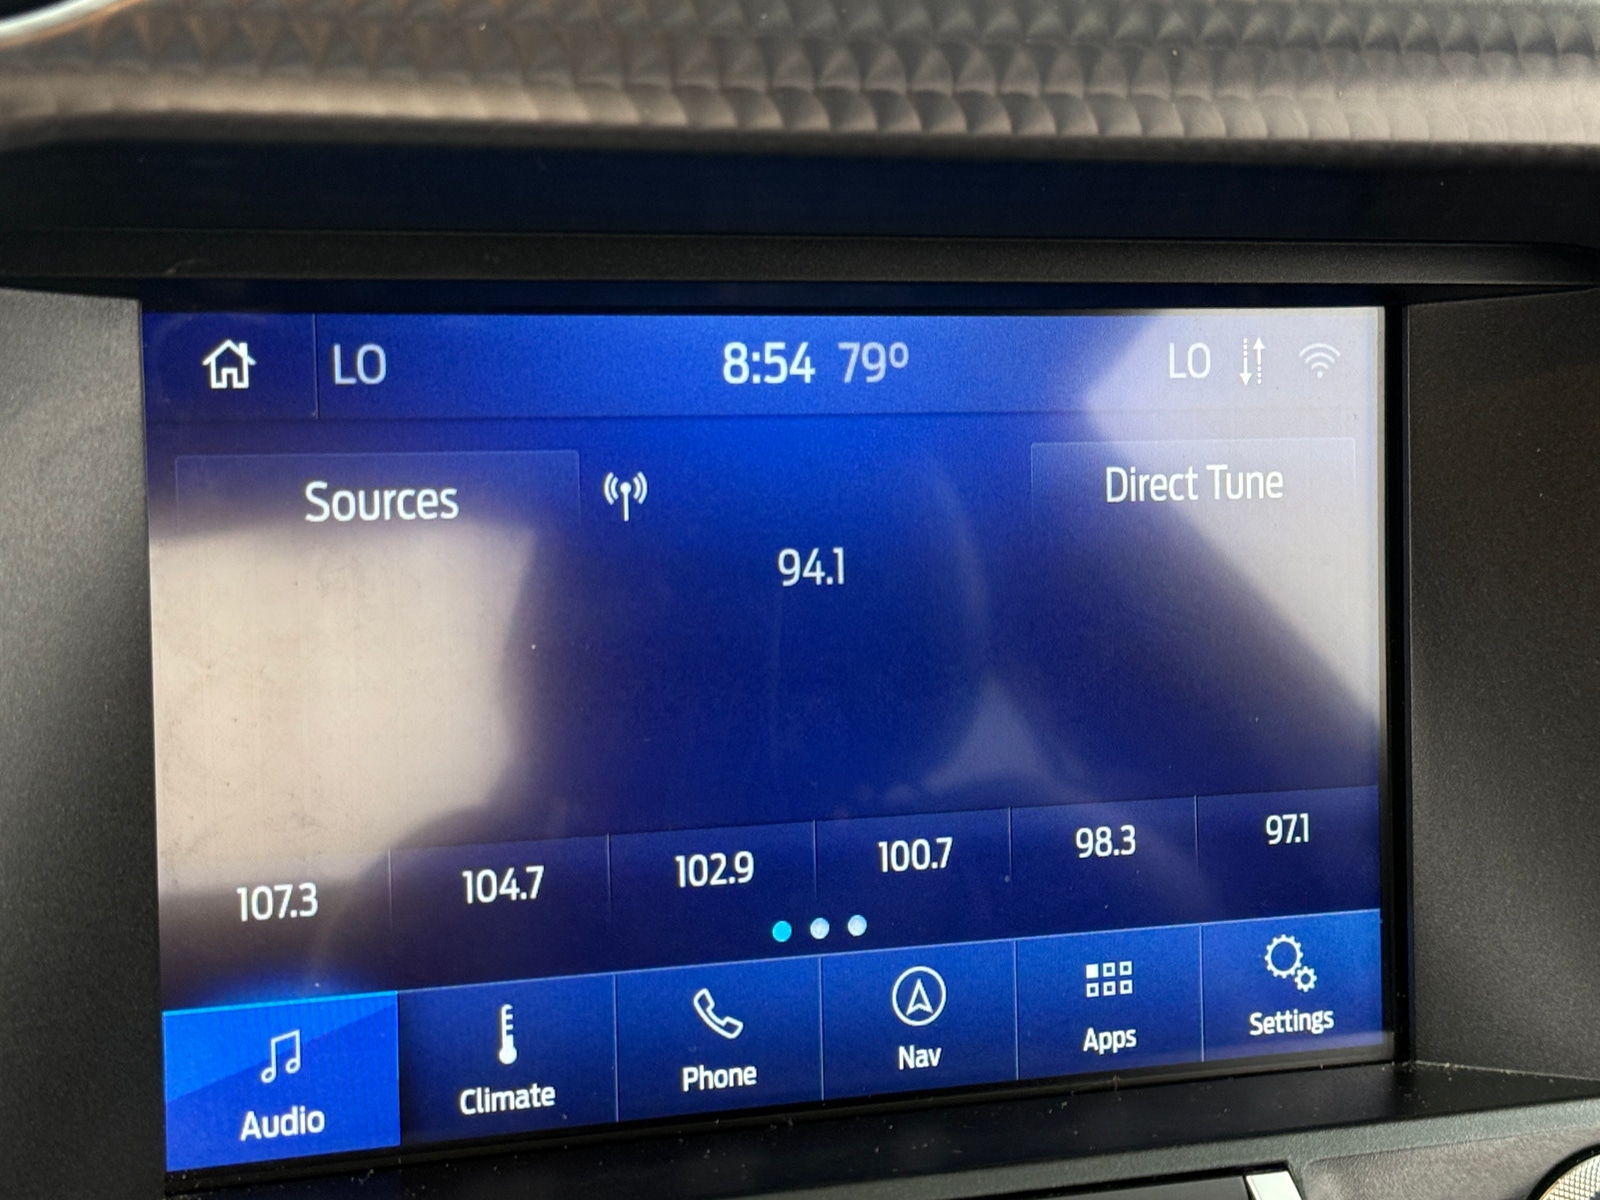 LO 8:54 79° LO
Sources Direct Tune
94.1
107.3 104.7 102.9 100.7 98.3 97.1
Audio Climate Phone Nav Apps Settings